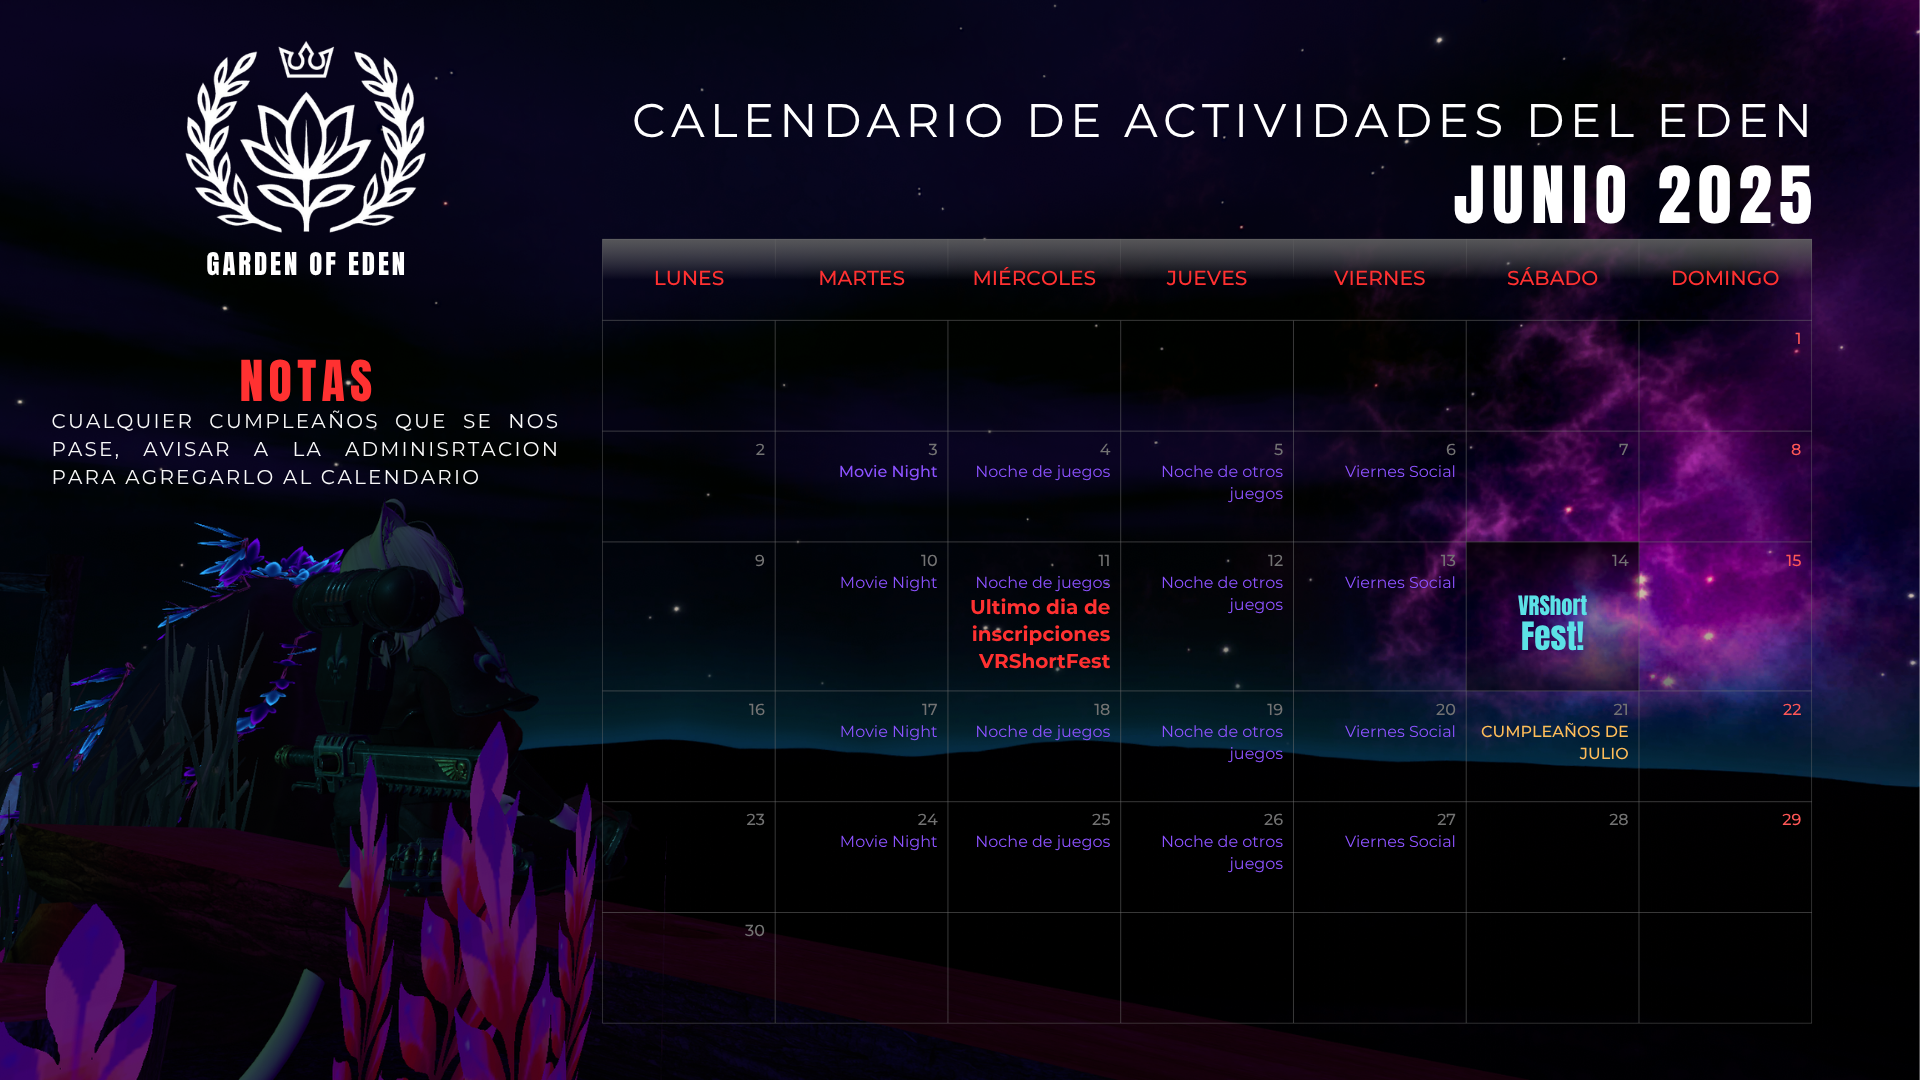 CALENDARIO DE ACTIVIDADES DEL EDEN
JUNIO 2025
GARDEN OF EDEN
NOTAS
CUALQUIER CUMPLEAÑOS QUE SE NOS
PASE, AVISAR A LA ADMINISRTACION
PARA AGREGARLO AL CALENDARIO
LUNES MARTES MIÉRCOLES JUEVES VIERNES SÁBADO DOMINGO
1
2 3 4 5 6 7 8
Movie Night Noche de juegos Noche de otros Viernes Social
juegos
9 10 11 12 13 14 15
Movie Night Noche de juegos Noche de otros Viernes Social
juegos
Ultimo dia de
inscripciones
VRShortFest
VRShort
Fest!
16 17 18 19 20 21 22
Movie Night Noche de juegos Noche de otros Viernes Social CUMPLEAÑOS DE
juegos JULIO
23 24 25 26 27 28 29
Movie Night Noche de juegos Noche de otros Viernes Social
juegos
30